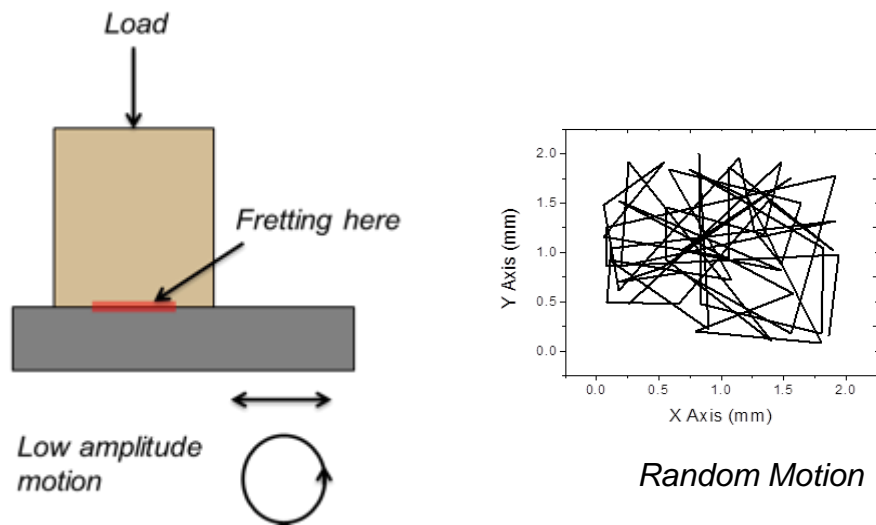 Load
Fretting here
Low amplitude
motion
2.0
1.5
1.0
0.5
0.0
Y Axis (mm)
0.0 0.5 1.0 1.5 2.0
X Axis (mm)
Random Motion